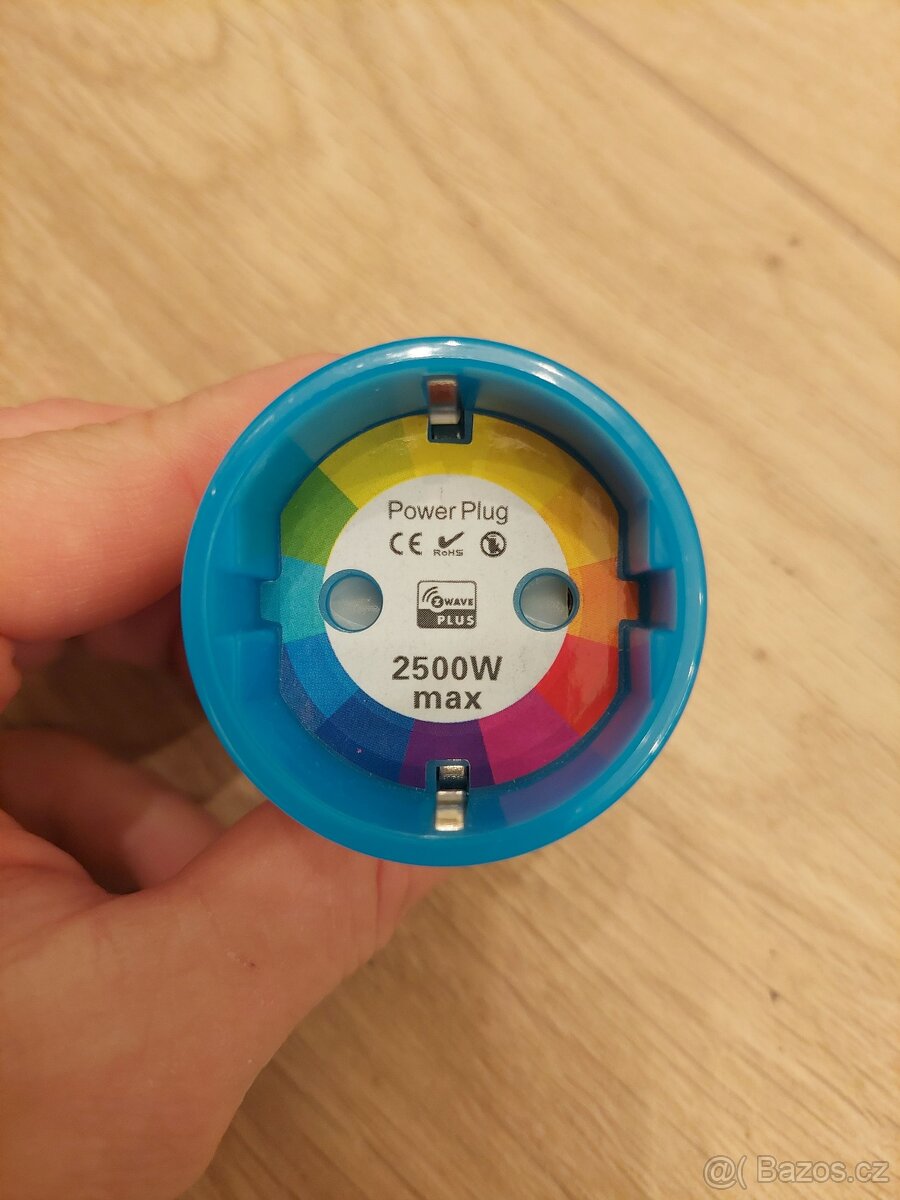 Power Plug
CE RoHS
Z WAVE
PLUS
2500W
max
@( Bazos.cz